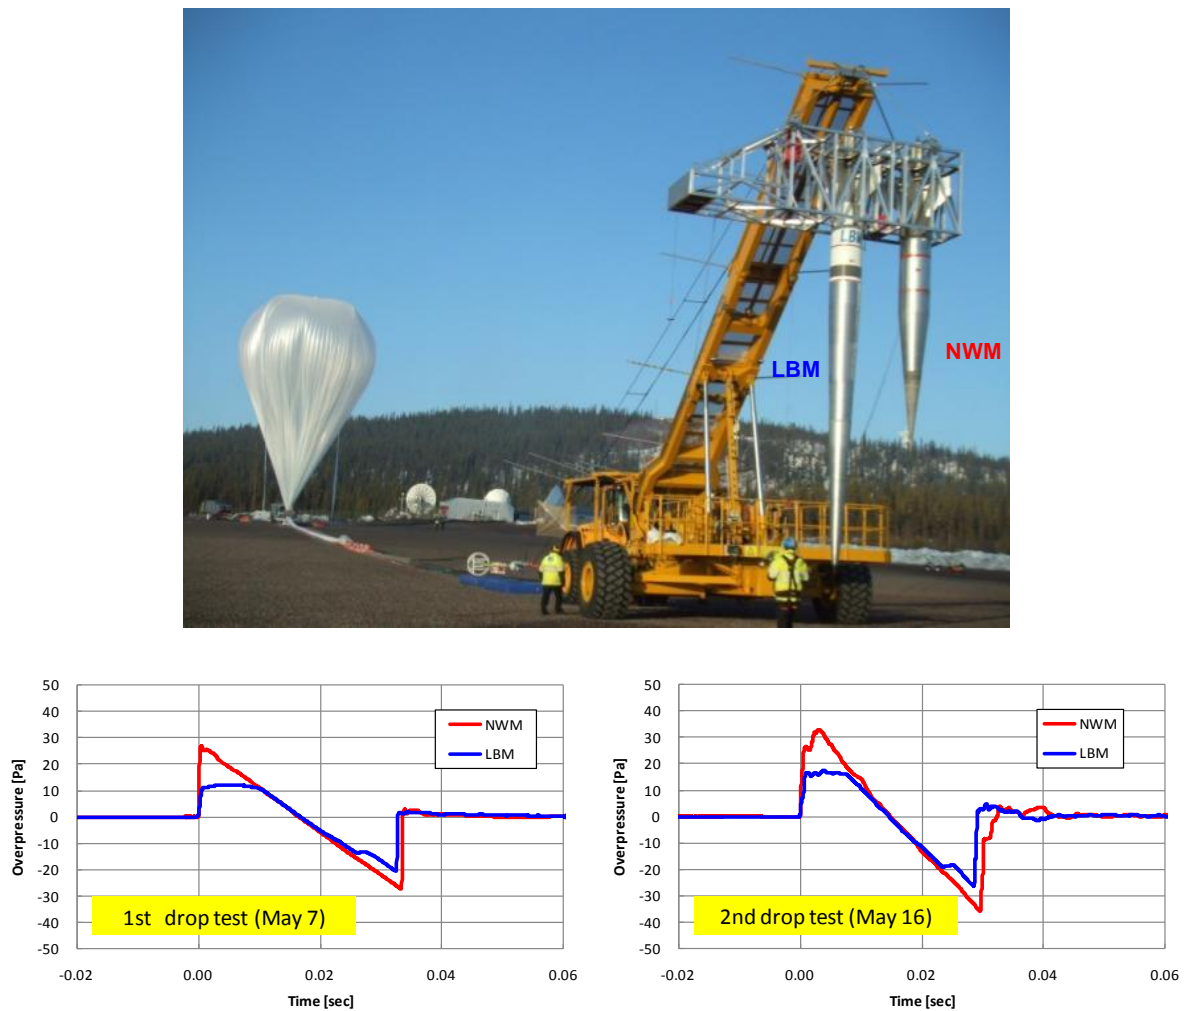 LBM
NWM
LBM
50
40
30
20
10
0
-10
-20
-30
-40
-50
Overpressure [Pa]
NWM
LBM
1st drop test (May 7)
-0.02 0.00 0.02 0.04 0.06
Time [sec]
50
40
30
20
10
0
-10
-20
-30
-40
-50
Overpressure [Pa]
NWM
LBM
2nd drop test (May 16)
-0.02 0.00 0.02 0.04 0.06
Time [sec]